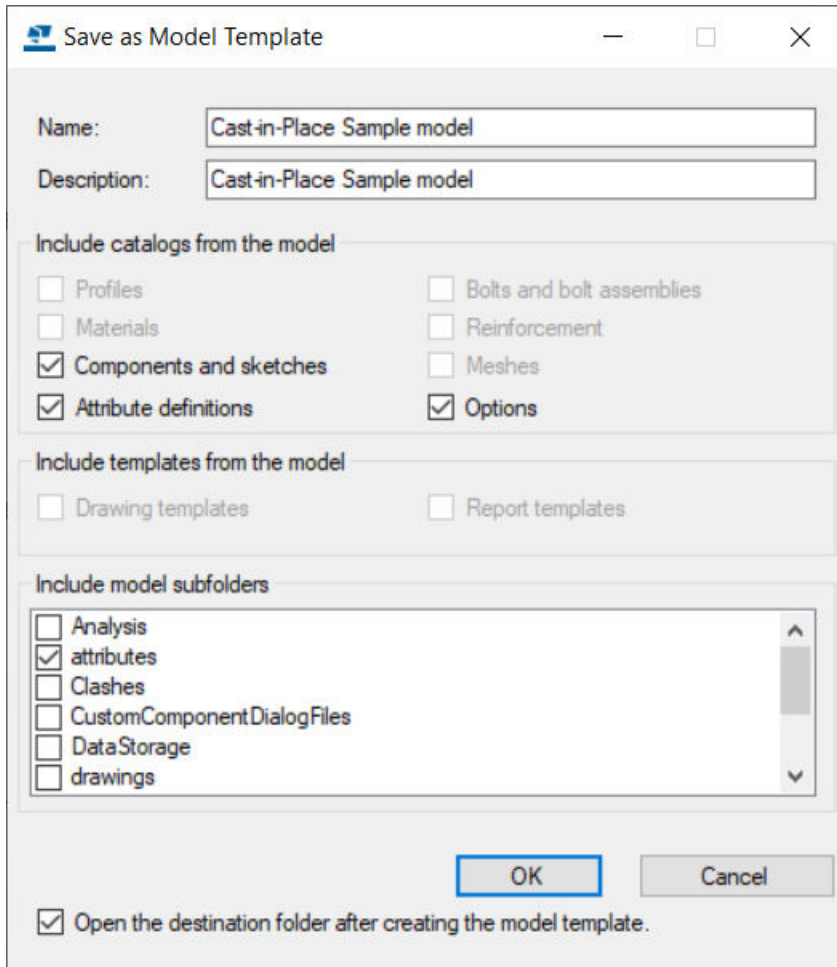 Save as Model Template
Name: Cast-in-Place Sample model
Description: Cast-in-Place Sample model
Include catalogs from the model
Profiles Bolts and bolt assemblies
Materials Reinforcement
Components and sketches Meshes
Attribute definitions Options
Include templates from the model
Drawing templates Report templates
Include model subfolders
Analysis
attributes
Clashes
CustomComponentDialogFiles
DataStorage
drawings
OK Cancel
Open the destination folder after creating the model template.